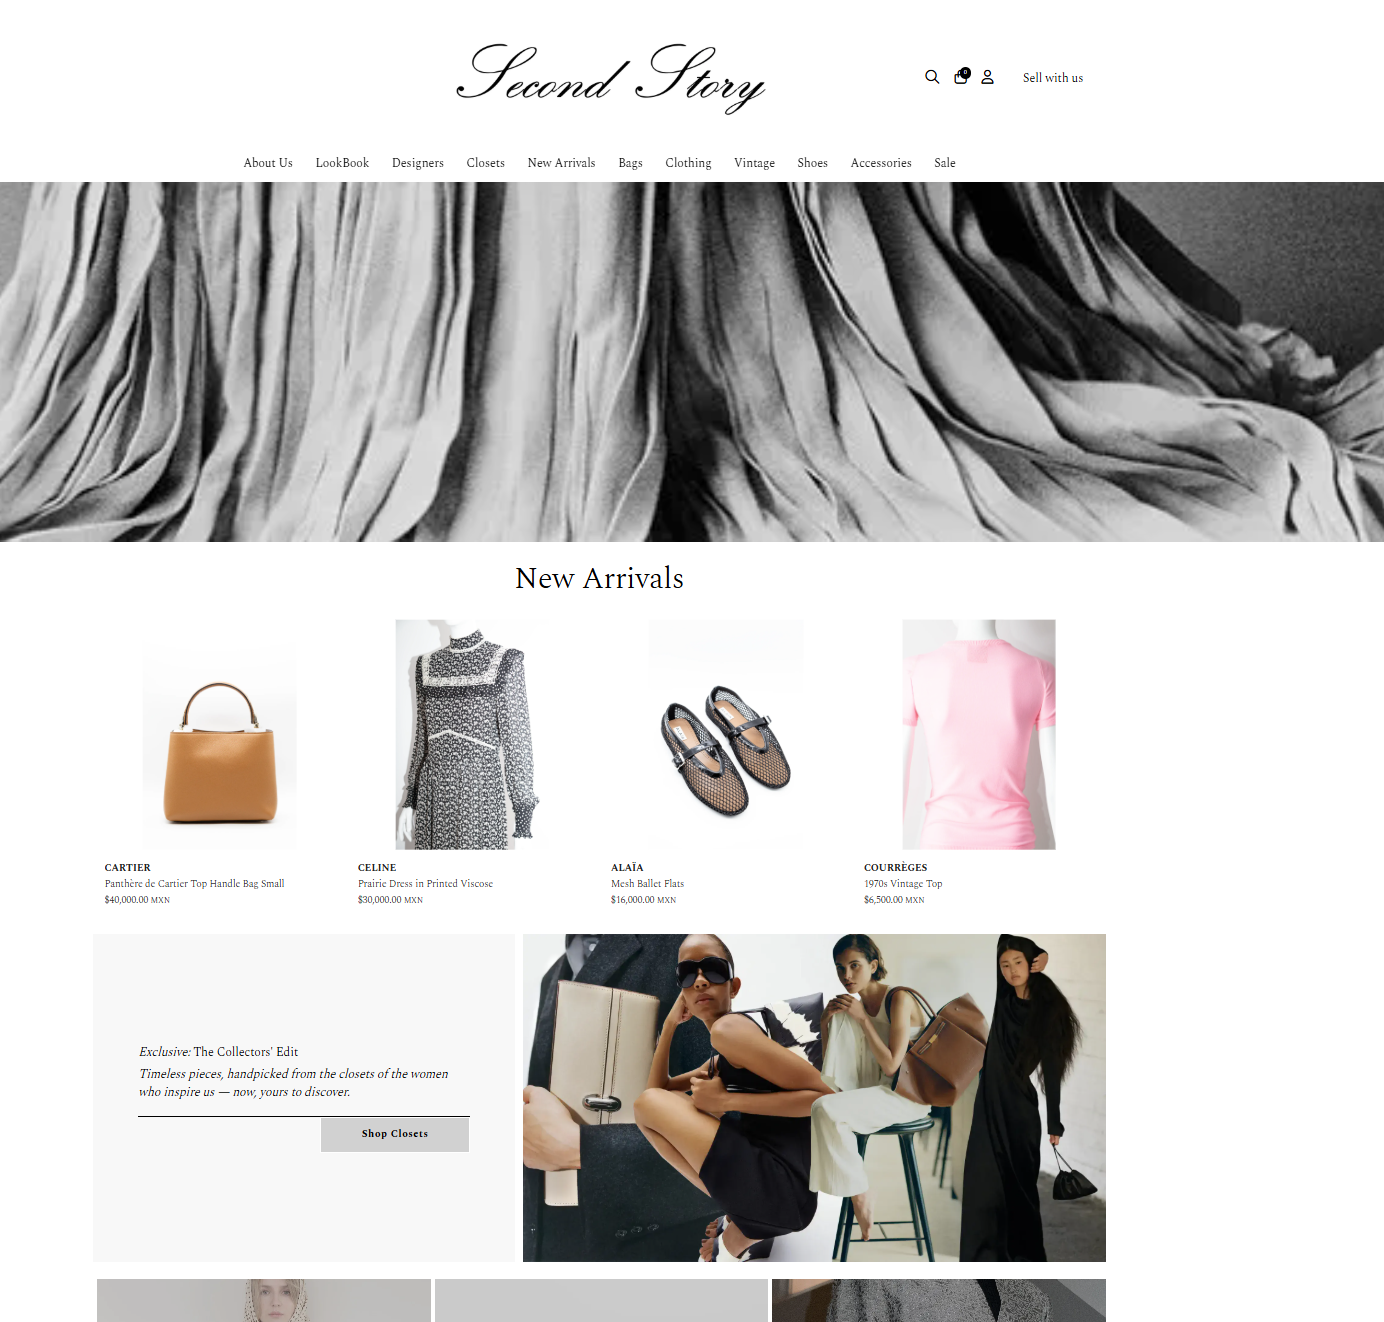 Second Story
0
Sell with us
About Us LookBook Designers Closets New Arrivals Bags Clothing Vintage Shoes Accessories Sale
New Arrivals
CARTIER
Panthère de Cartier Top Handle Bag Small
$40,000.00 MXN
CELINE
Prairie Dress in Printed Viscose
$30,000.00 MXN
ALAÏA
Mesh Ballet Flats
$16,000.00 MXN
COURRÈGES
1970s Vintage Top
$6,500.00 MXN
Exclusive: The Collectors' Edit
Timeless pieces, handpicked from the closets of the women
who inspire us — now, yours to discover.
Shop Closets